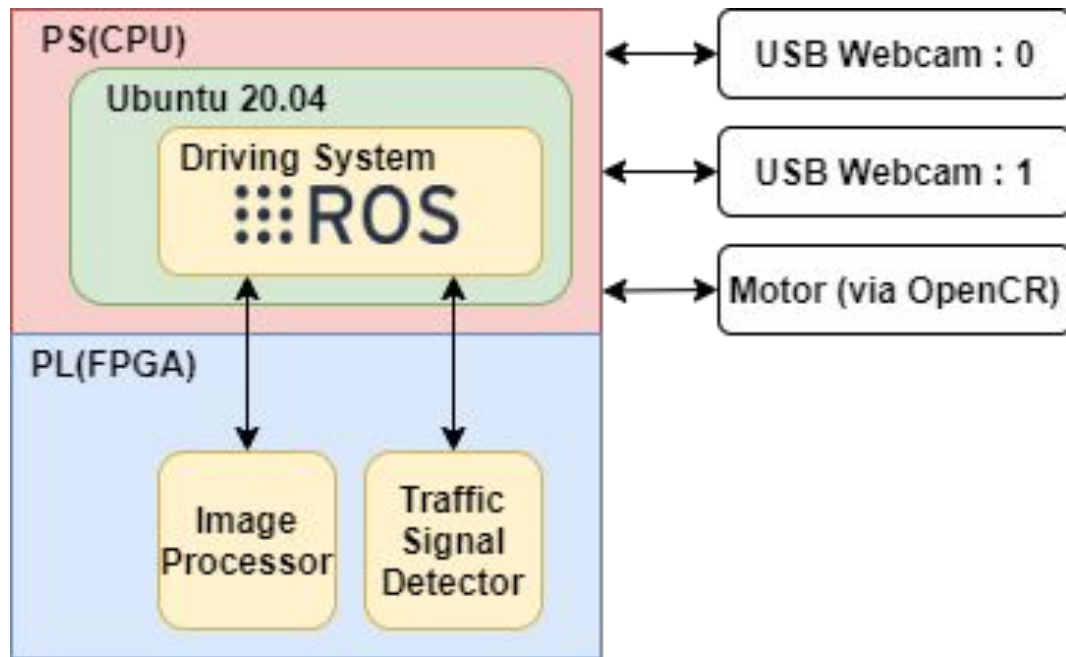 PS(CPU)
Ubuntu 20.04
Driving System
ROS
USB Webcam : 0
USB Webcam : 1
Motor (via OpenCR)
PL(FPGA)
Image
Processor
Traffic
Signal
Detector